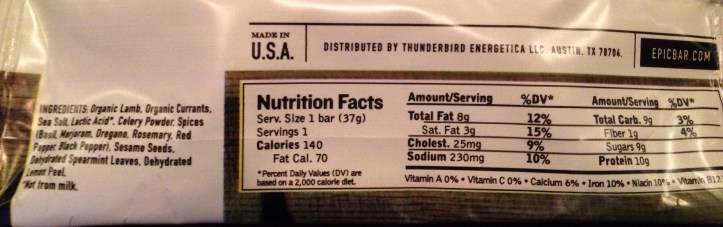 MADE IN
U.S.A.
DISTRIBUTED BY THUNDERBIRD ENERGETICA LLC AUSTIN, TX 78704.
EPICBAR.COM
INGREDIENTS: Organic Lamb, Organic Currants,
Sea Salt, Lactic Acid*, Celery Powder, Spices
(Basil, Marjoram, Oregano, Rosemary, Red
Pepper, Black Pepper), Sesame Seeds,
Dehydrated Spearmint Leaves, Dehydrated
Lemon Peel.
*Not from milk.
Nutrition Facts
Serv. Size 1 bar (37g)
Servings 1
Calories 140
Fat Cal. 70
*Percent Daily Values (DV) are
based on a 2,000 calorie diet.
Amount/Serving %DV*
Total Fat 8g 12%
Sat. Fat 3g 15%
Cholest. 25mg 9%
Sodium 230mg 10%
Amount/Serving %DV*
Total Carb. 9g 3%
Fiber 1g 4%
Sugars 9g
Protein 10g
Vitamin A 0% • Vitamin C 0% • Calcium 6% • Iron 10% • Niacin 10% • Vitamin B12